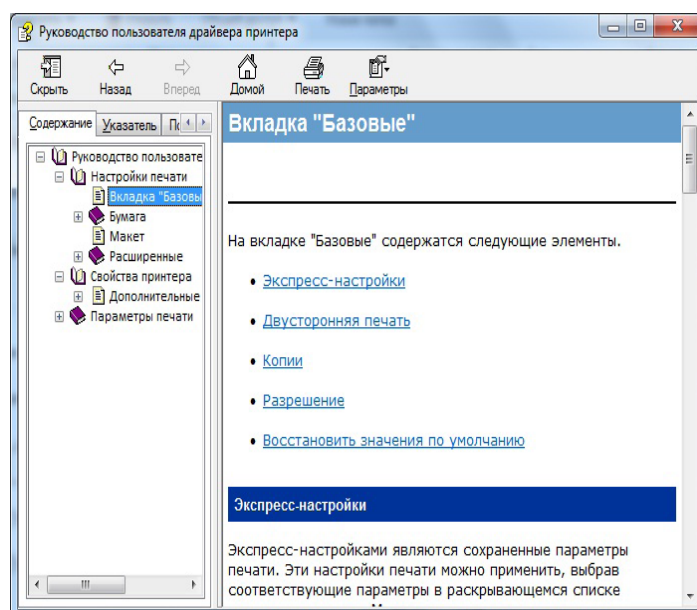 Руководство пользователя драйвера принтера
Скрыть Назад Вперед Домой Печать Параметры
Содержание Указатель
Вкладка "Базовые"
Руководство
Настройки печати
Вкладка
Бумага
Макет
Расширенные
Свойства принтера
Дополнительные
Параметры печати
На вкладке "Базовые" содержатся следующие элементы.
• Экспресс-настройки
• Двусторонняя печать
• Копии
• Разрешение
• Восстановить значения по умолчанию
Экспресс-настройки
Экспресс-настройками являются сохраненные параметры
печати. Эти настройки печати можно применить, выбрав
соответствующие параметры в раскрывающемся списке